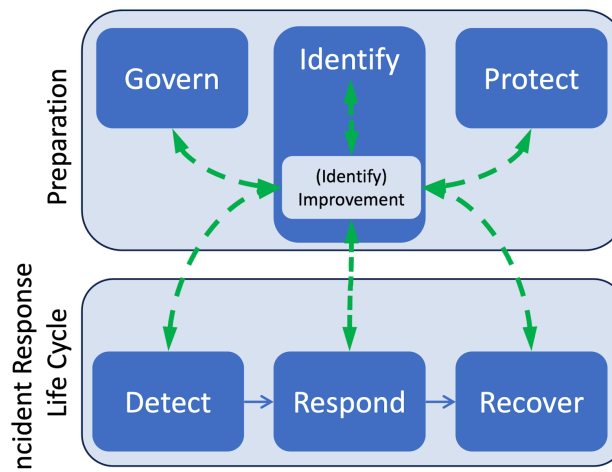 Preparation
Govern
Identify
Protect
(Identify)
Improvement
ncident Response
Life Cycle
Detect
Respond
Recover